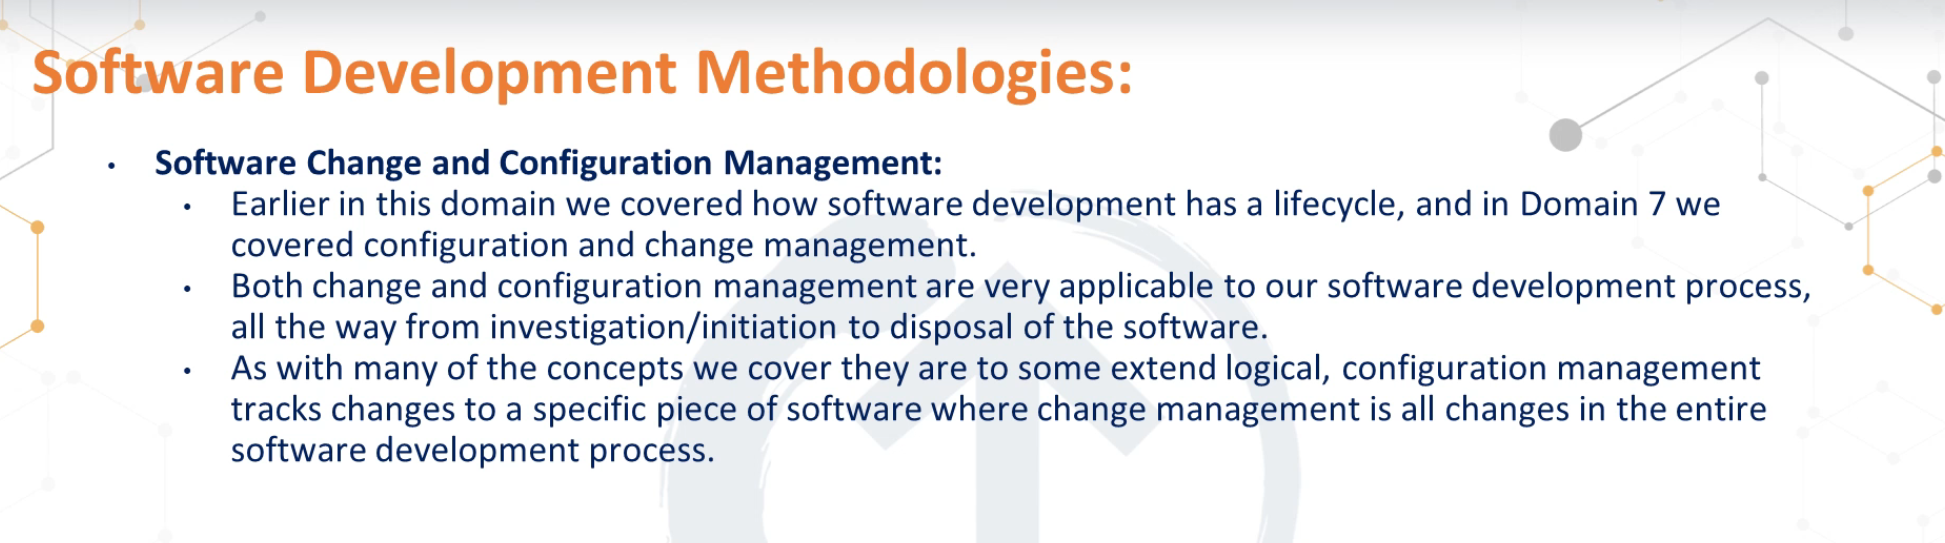 Software Development Methodologies:
• Software Change and Configuration Management:
• Earlier in this domain we covered how software development has a lifecycle, and in Domain 7 we
covered configuration and change management.
• Both change and configuration management are very applicable to our software development process,
all the way from investigation/initiation to disposal of the software.
• As with many of the concepts we cover they are to some extend logical, configuration management
tracks changes to a specific piece of software where change management is all changes in the entire
software development process.